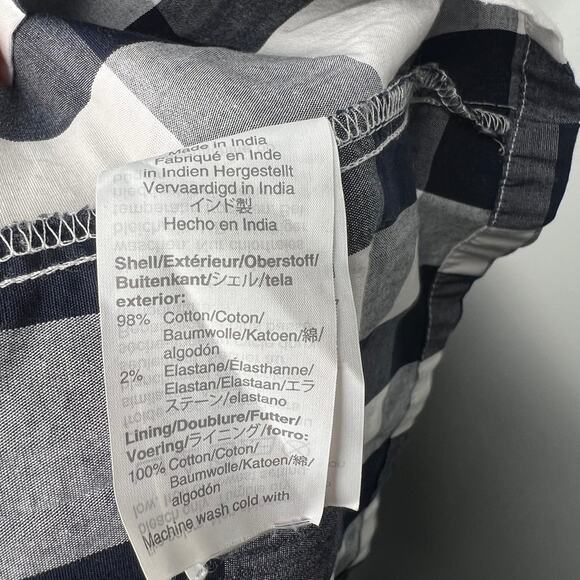 Made in India
Fabriqué en Inde
in Indien Hergestellt
Vervaardigd in India
インド製
Hecho en India
Shell/Extérieur/Oberstoff/
Buitenkant/シェル/tela
exterior:
98% Cotton/Coton/
Baumwolle/Katoen/綿/
algodón
2% Elastane/Élasthanne/
Elastan/Elastaan/エラ
ステーン/elastano
Lining/Doublure/Futter/
Voering/ライニング/forro:
100% Cotton/Coton/
Baumwolle/Katoen/綿/
algodón
Machine wash cold with